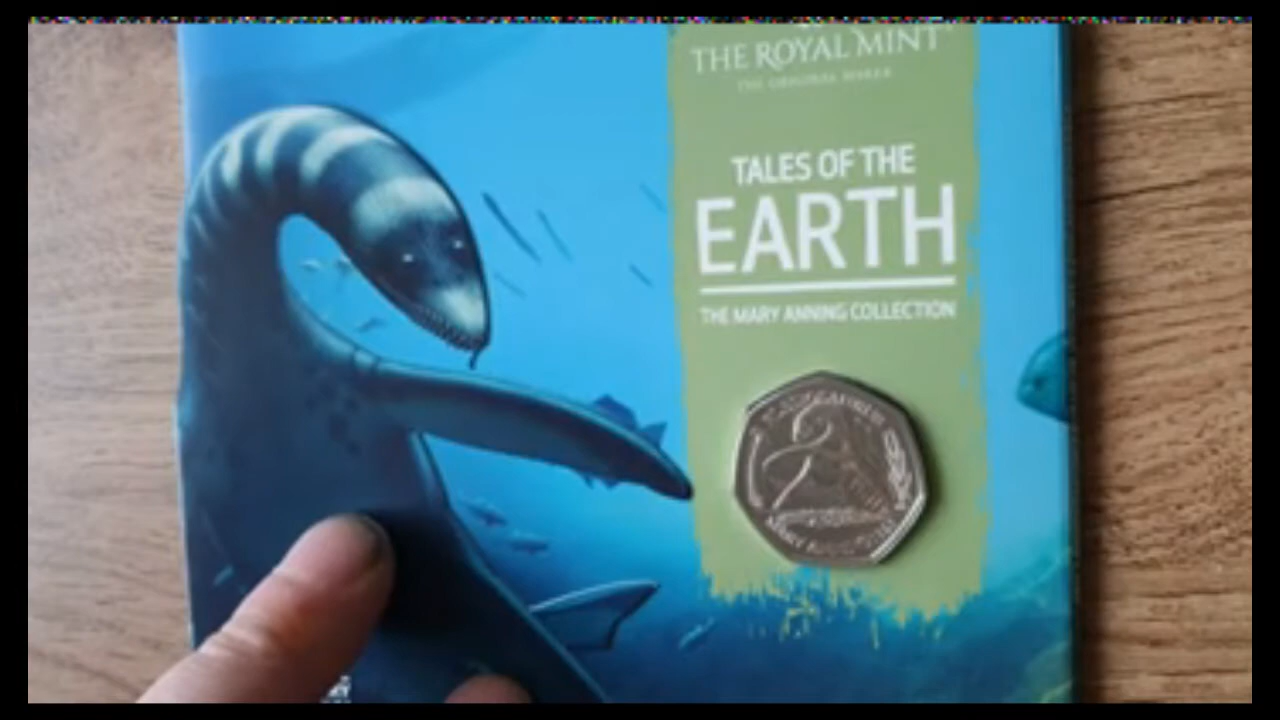 THE ROYAL MINT
THE ORIGINAL MAKER
TALES OF THE
EARTH
THE MARY ANNING COLLECTION